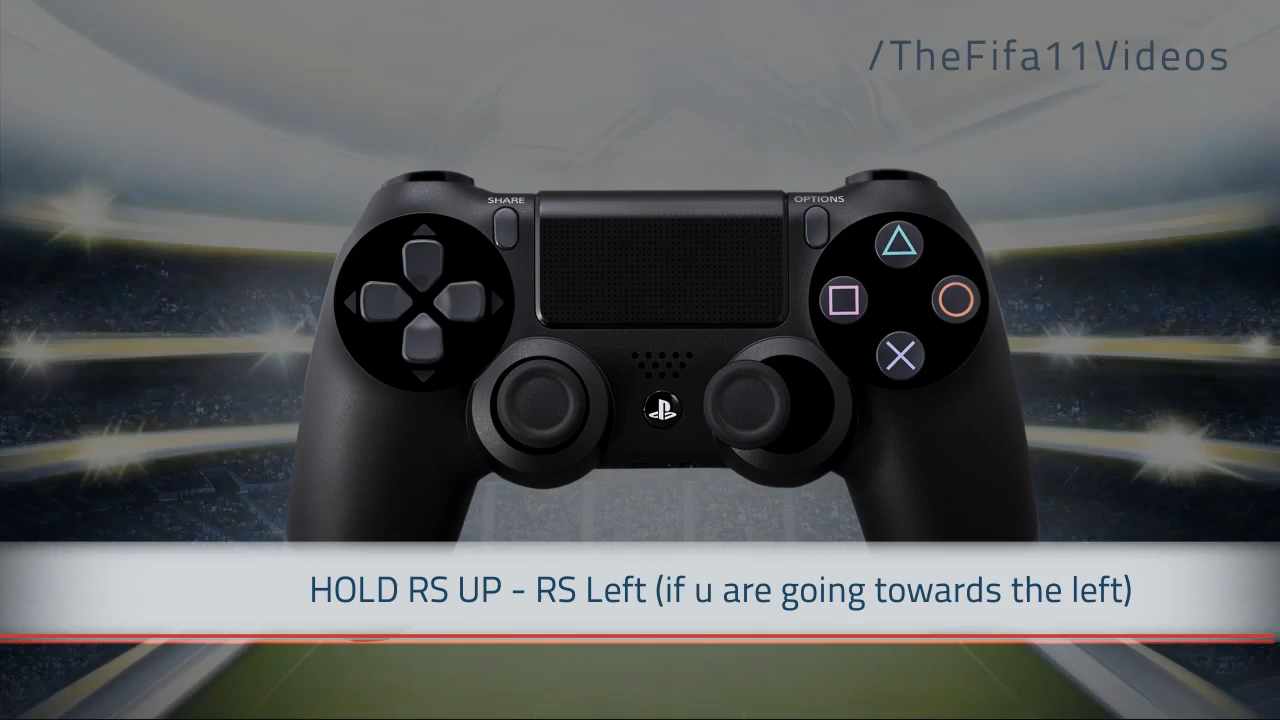 /TheFifa11Videos
SHARE
OPTIONS
HOLD RS UP - RS Left (if u are going towards the left)